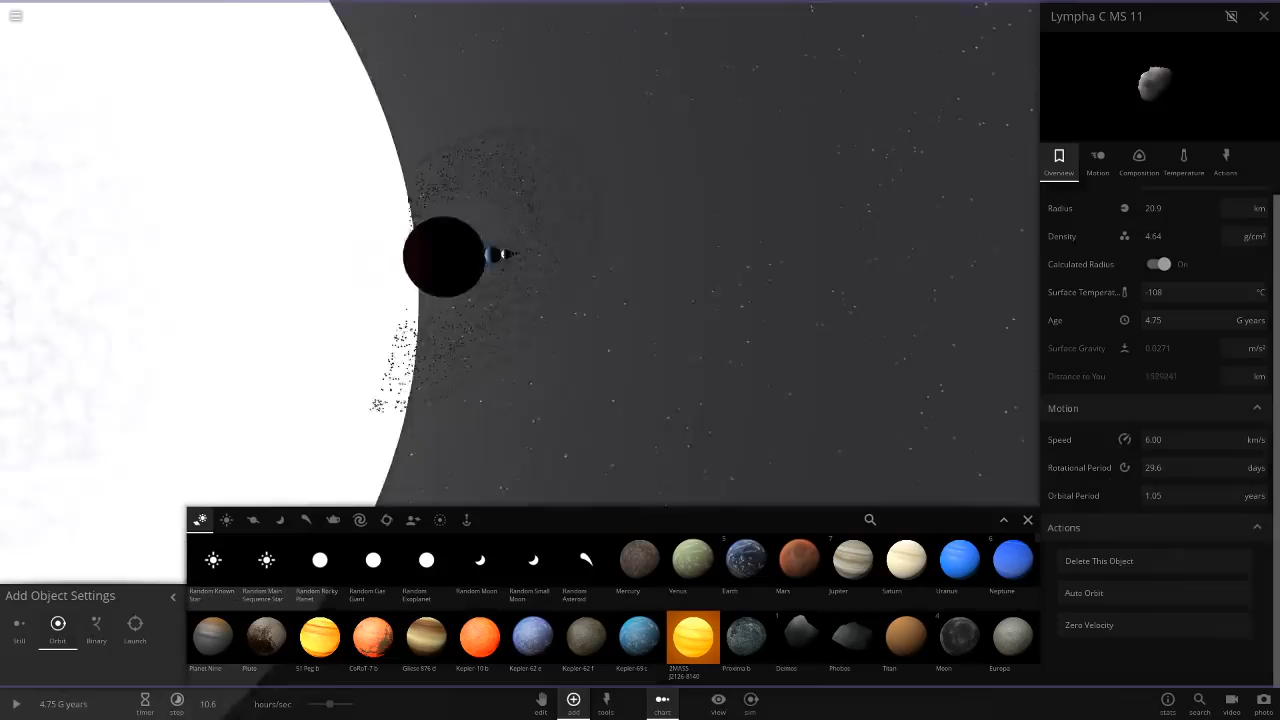 Lympha C MS 11
Overview Motion Composition Temperature Actions
Radius 20.9 km
Density 4.64 g/cm³
Calculated Radius On
Surface Temperat... -108 °C
Age 4.75 G years
Surface Gravity 0.0271 m/s²
Distance to You 1529241 km
Motion
Speed 6.00 km/s
Rotational Period 29.6 days
Orbital Period 1.05 years
Actions
Delete This Object
Auto Orbit
Zero Velocity
Add Object Settings
Still Orbit Binary Launch
5 7 6
Random Known Star
Random Main Sequence Star
Random Rocky Planet
Random Gas Giant
Random Exoplanet
Random Moon
Random Small Moon
Random Asteroid
Mercury
Venus
Earth
Mars
Jupiter
Saturn
Uranus
Neptune
1 4
Planet Nine
Pluto
51 Peg b
CoRoT-7 b
Gliese 876 d
Kepler-10 b
Kepler-62 e
Kepler-62 f
Kepler-69 c
2MASS J2126-8140
Proxima b
Deimos
Phobos
Titan
Moon
Europa
4.75 G years timer step 10.6 hours/sec edit add tools chart view sim stats search video photo